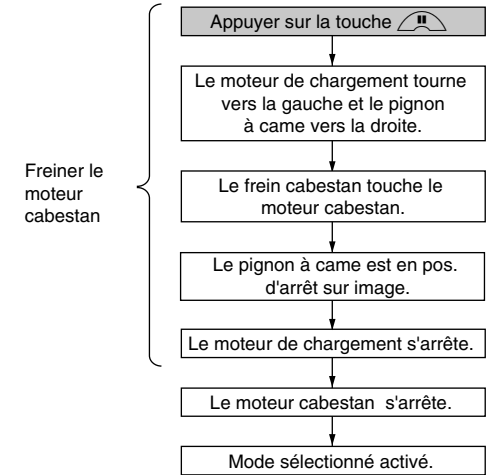 Appuyer sur la touche
Le moteur de chargement tourne
vers la gauche et le pignon
à came vers la droite.
Freiner le
moteur
cabestan
Le frein cabestan touche le
moteur cabestan.
Le pignon à came est en pos.
d'arrêt sur image.
Le moteur de chargement s'arrête.
Le moteur cabestan s'arrête.
Mode sélectionné activé.